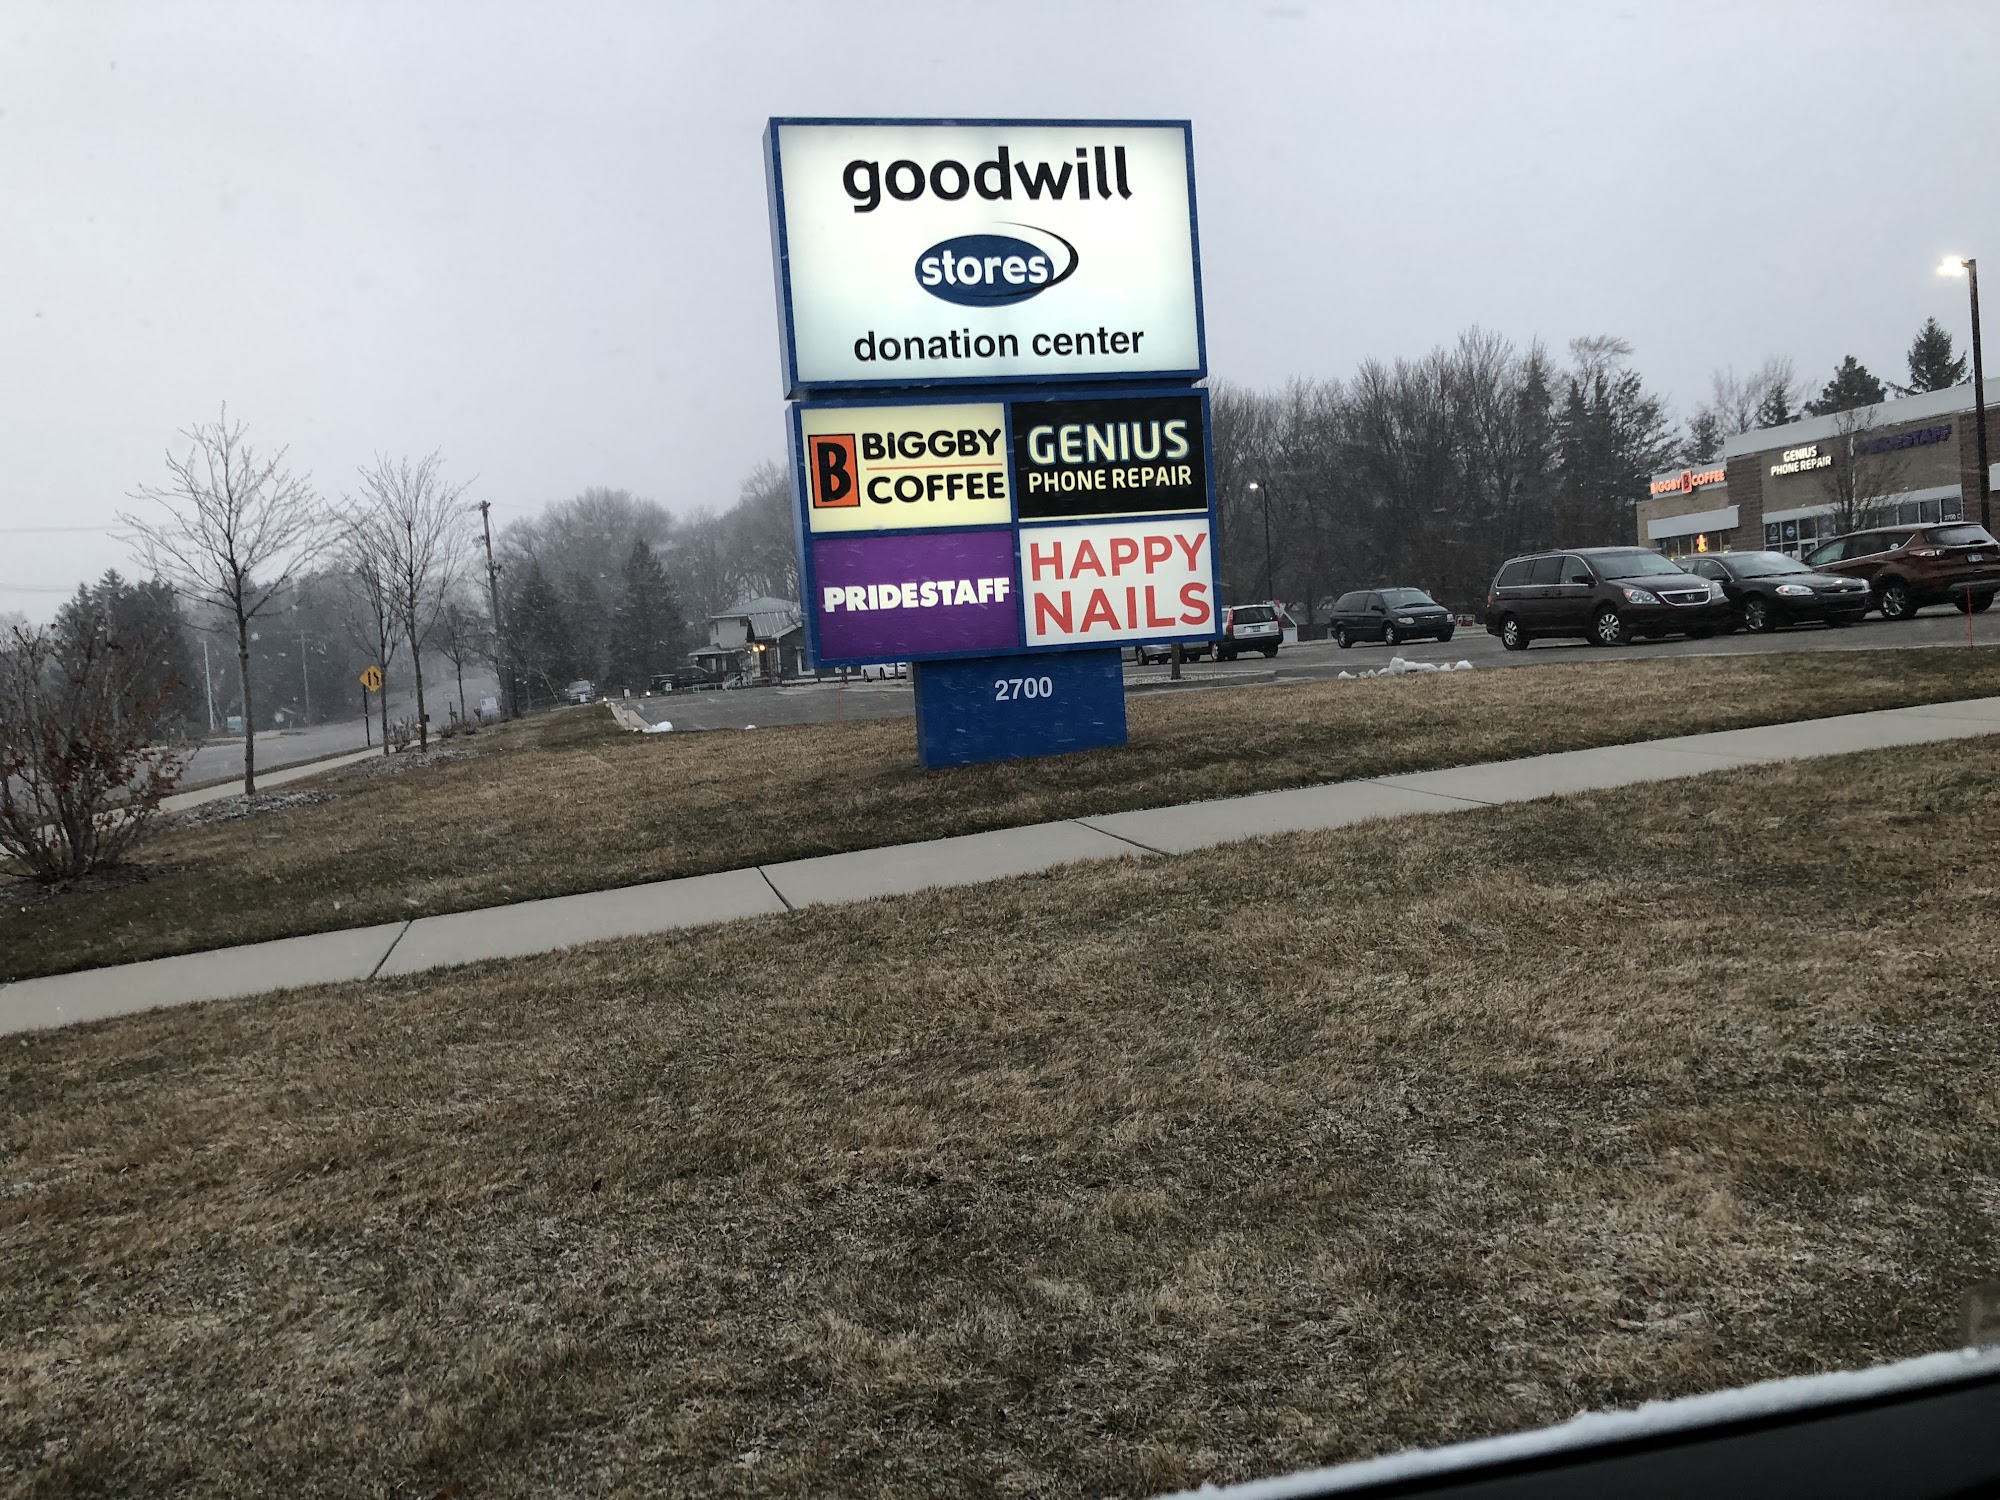 goodwill
stores
donation center
B BIGGBY
COFFEE
GENIUS
PHONE REPAIR
PRIDESTAFF
HAPPY
NAILS
2700
BIGGBY B COFFEE
GENIUS
PHONE REPAIR
PRIDESTAFF